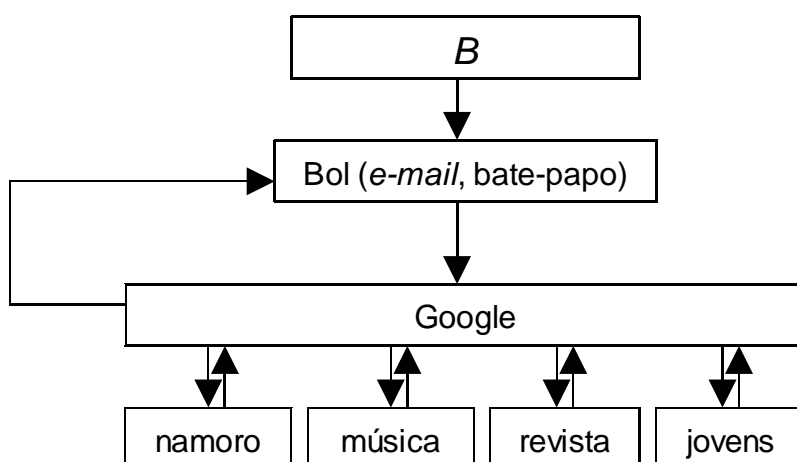 B
Bol (e-mail, bate-papo)
Google
namoro
música
revista
jovens